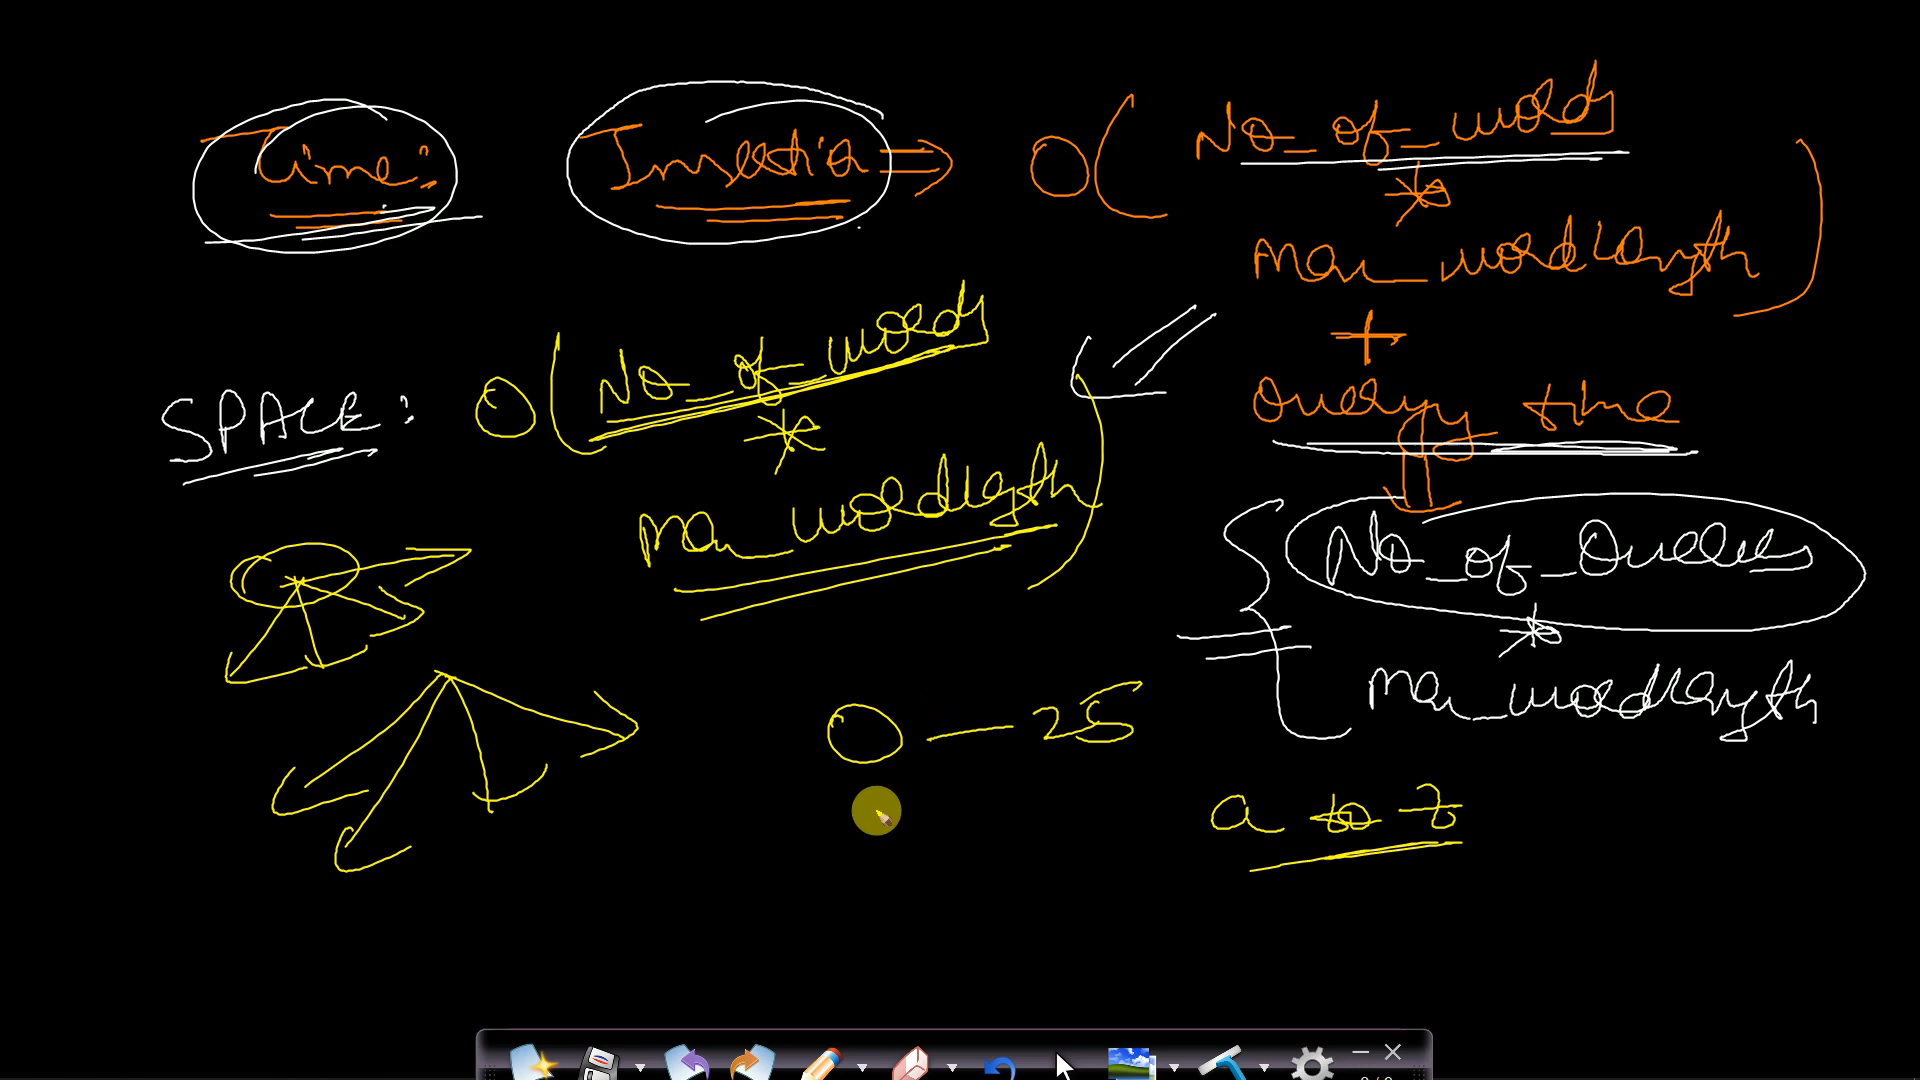 Time: Insertion => O( No_of_words
*
max_wordlength )
+
Query time
SPACE: O( No_of_words
*
max_wordlength )
No_of_Queries
*
max_wordlength
0 - 25
a to z